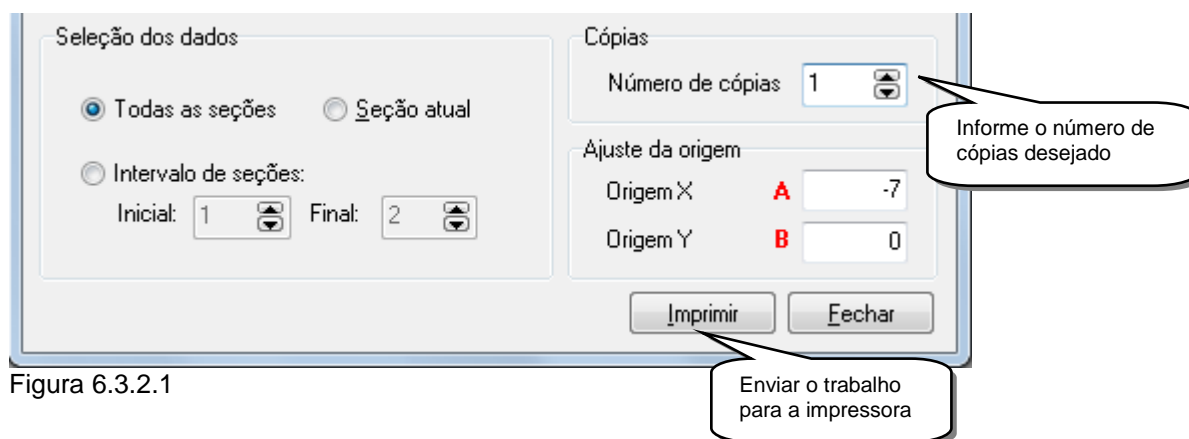 Seleção dos dados
Todas as seções
Seção atual
Intervalo de seções:
Inicial: 1 Final: 2
Cópias
Número de cópias 1
Informe o número de
cópias desejado
Ajuste da origem
Origem X A -7
Origem Y B 0
Imprimir
Fechar
Figura 6.3.2.1
Enviar o trabalho
para a impressora